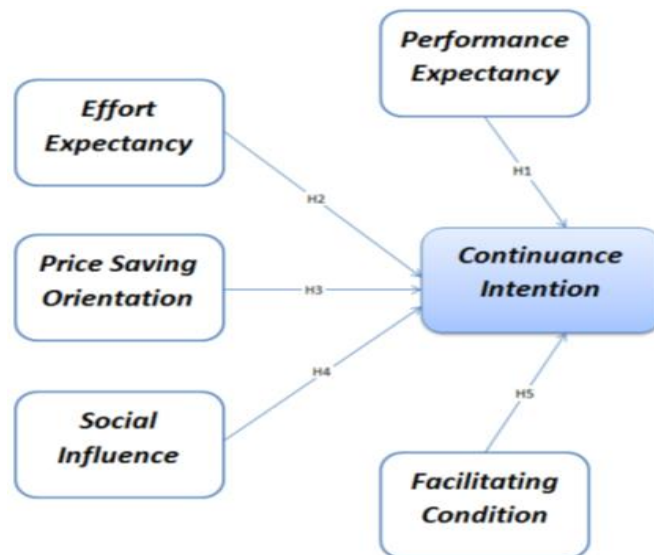 Performance
Expectancy
Effort
Expectancy
H1
H2
Price Saving
Orientation
H3
Continuance
Intention
Social
Influence
H4
H5
Facilitating
Condition